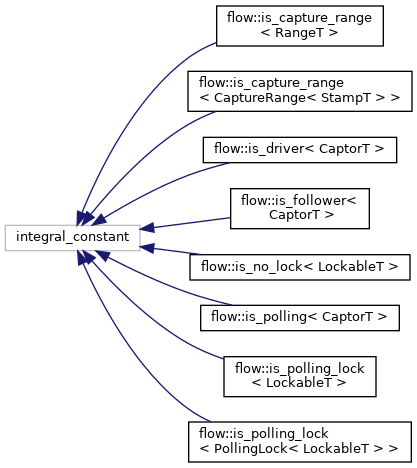 flow::is_capture_range
< RangeT >
flow::is_capture_range
< CaptureRange< StampT > >
flow::is_driver< CaptorT >
flow::is_follower<
CaptorT >
integral_constant
flow::is_no_lock< LockableT >
flow::is_polling< CaptorT >
flow::is_polling_lock
< LockableT >
flow::is_polling_lock
< PollingLock< LockableT > >